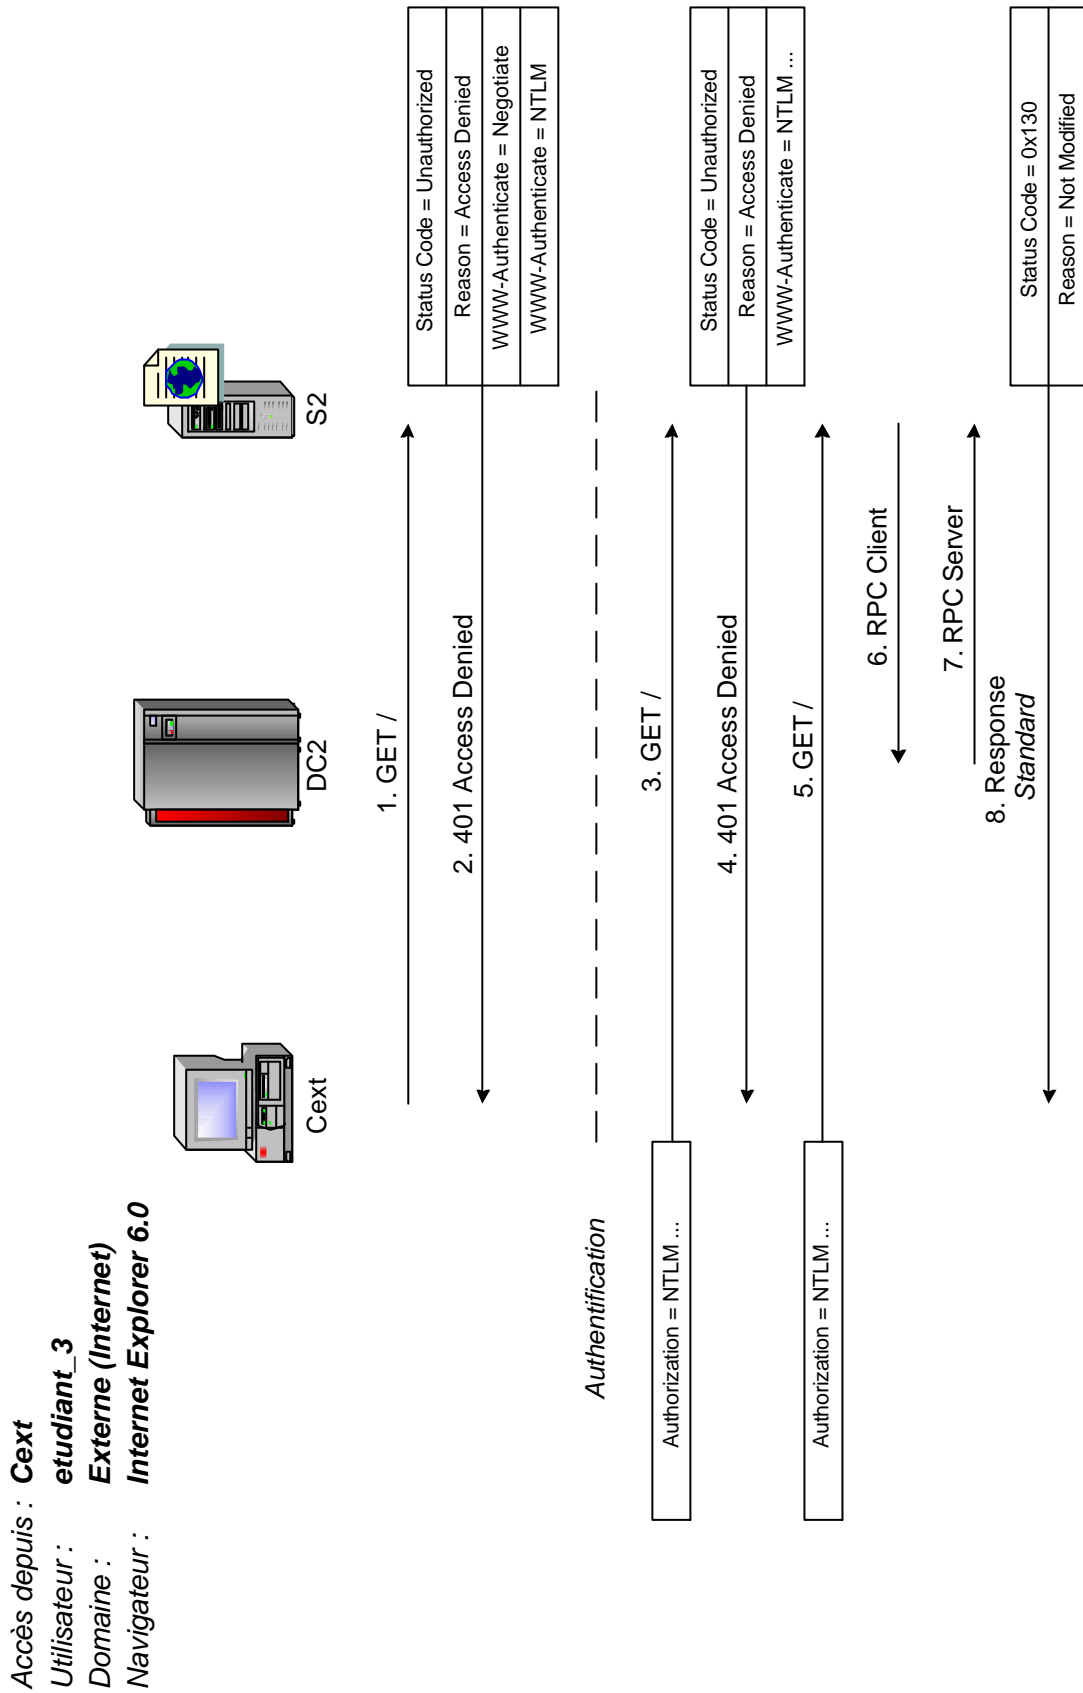 Accès depuis : Cext
Utilisateur : etudiant_3
Domaine : Externe (Internet)
Navigateur : Internet Explorer 6.0
Cext
DC2
S2
1. GET /
2. 401 Access Denied
Status Code = Unauthorized
Reason = Access Denied
WWW-Authenticate = Negotiate
WWW-Authenticate = NTLM
Authentification
Authorization = NTLM ...
3. GET /
4. 401 Access Denied
Status Code = Unauthorized
Reason = Access Denied
WWW-Authenticate = NTLM ...
Authorization = NTLM ...
5. GET /
6. RPC Client
7. RPC Server
8. Response
Standard
Status Code = 0x130
Reason = Not Modified